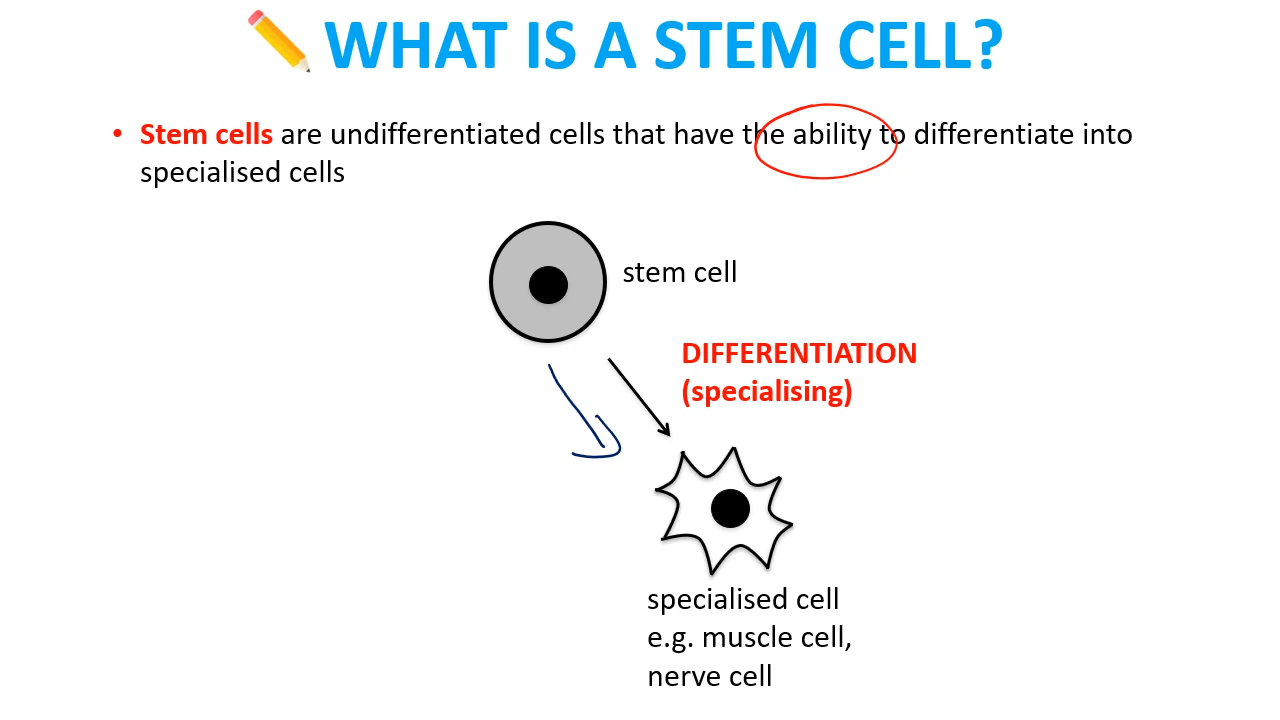 WHAT IS A STEM CELL?
• Stem cells are undifferentiated cells that have the ability to differentiate into
specialised cells
stem cell
DIFFERENTIATION
(specialising)
specialised cell
e.g. muscle cell,
nerve cell